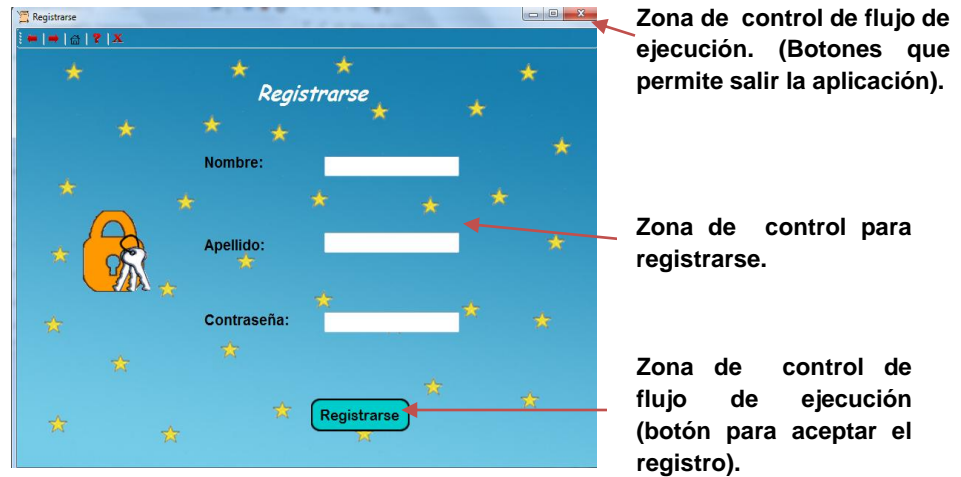 Registrarse
Zona de control de flujo de
ejecución. (Botones que
permite salir la aplicación).
Registrarse
Nombre:
Zona de control para
registrarse.
Apellido:
Contraseña:
Zona de control de
flujo de ejecución
(botón para aceptar el
registro).
Registrarse